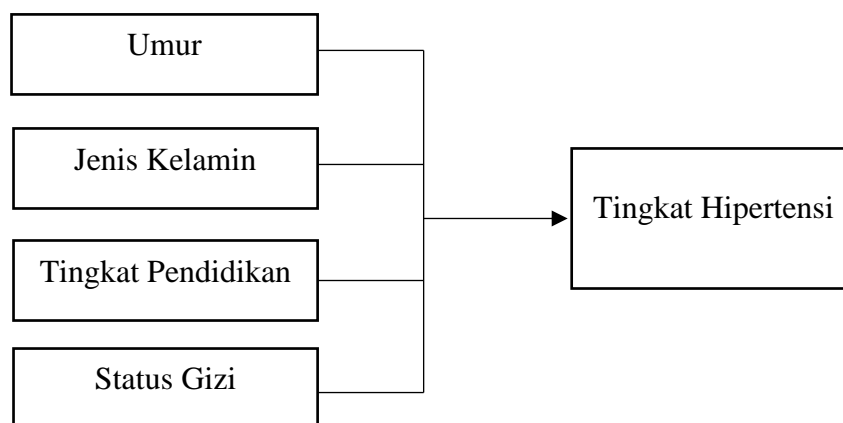 Umur
Jenis Kelamin
Tingkat Pendidikan
Status Gizi
Tingkat Hipertensi